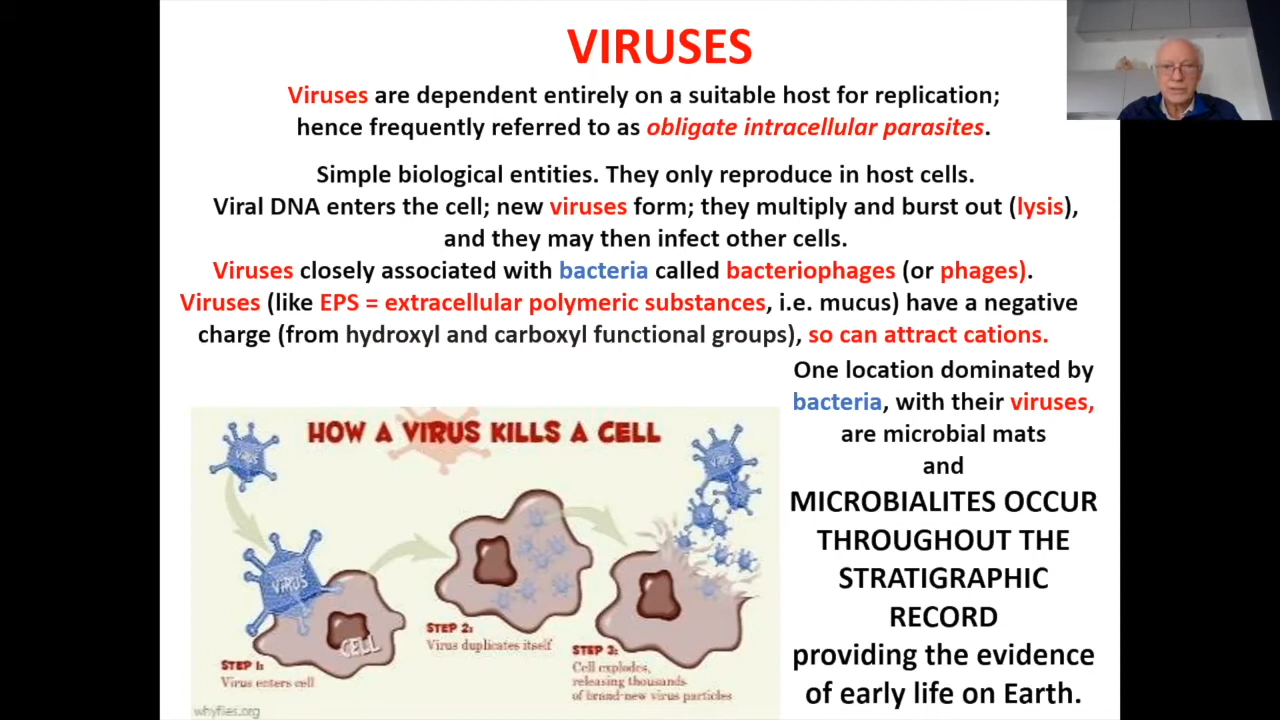 VIRUSES
Viruses are dependent entirely on a suitable host for replication;
hence frequently referred to as obligate intracellular parasites.
Simple biological entities. They only reproduce in host cells.
Viral DNA enters the cell; new viruses form; they multiply and burst out (lysis),
and they may then infect other cells.
Viruses closely associated with bacteria called bacteriophages (or phages).
Viruses (like EPS = extracellular polymeric substances, i.e. mucus) have a negative
charge (from hydroxyl and carboxyl functional groups), so can attract cations.
One location dominated by
bacteria, with their viruses,
are microbial mats
and
MICROBIALITES OCCUR
THROUGHOUT THE
STRATIGRAPHIC
RECORD
providing the evidence
of early life on Earth.
HOW A VIRUS KILLS A CELL
VIRUS
VIRUS
CELL
STEP 1:
Virus enters cell
STEP 2:
Virus duplicates itself
STEP 3:
Cell explodes,
releasing thousands
of brand-new virus particles
VIRUS
whyfiles.org